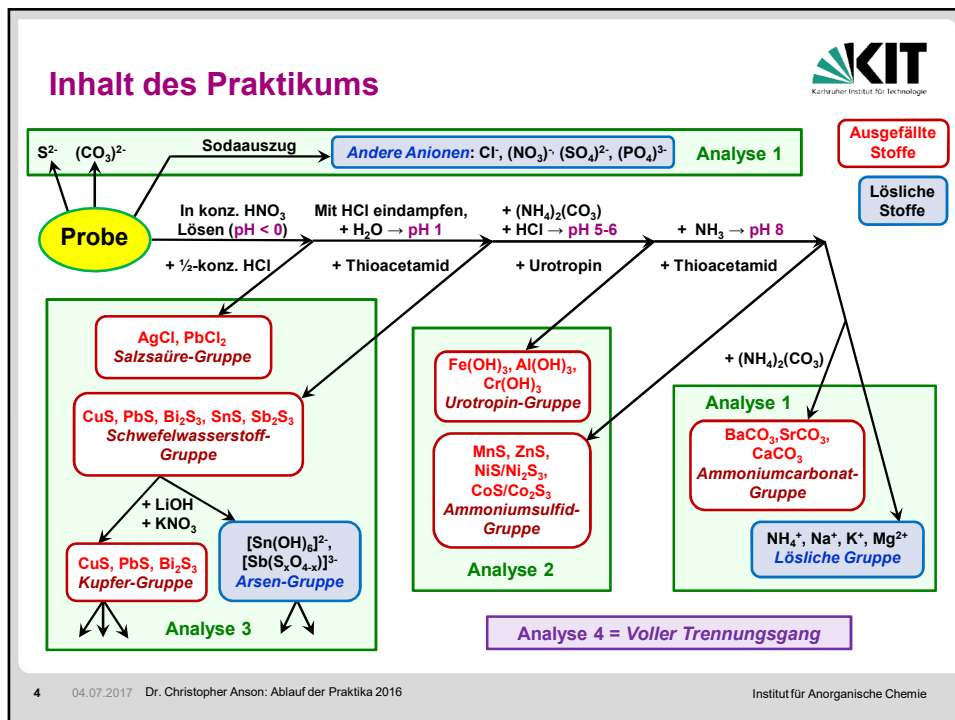 Inhalt des Praktikums
KIT
Karlsruher Institut für Technologie
S²⁻ (CO₃)²⁻
Sodaauszug
Andere Anionen: Cl⁻, (NO₃)⁻, (SO₄)²⁻, (PO₄)³⁻
Analyse 1
Ausgefällte
Stoffe
Lösliche
Stoffe
Probe
In konz. HNO₃
Lösen (pH < 0)
+ ½-konz. HCl
Mit HCl eindampfen,
+ H₂O → pH 1
+ Thioacetamid
+ (NH₄)₂(CO₃)
+ HCl → pH 5-6
+ Urotropin
+ NH₃ → pH 8
+ Thioacetamid
AgCl, PbCl₂
Salzsaüre-Gruppe
CuS, PbS, Bi₂S₃, SnS, Sb₂S₃
Schwefelwasserstoff-
Gruppe
+ LiOH
+ KNO₃
CuS, PbS, Bi₂S₃
Kupfer-Gruppe
[Sn(OH)₆]²⁻,
[Sb(SₓO₄₋ₓ)]³⁻
Arsen-Gruppe
Analyse 3
Fe(OH)₃, Al(OH)₃,
Cr(OH)₃
Urotropin-Gruppe
MnS, ZnS,
NiS/Ni₂S₃,
CoS/Co₂S₃
Ammoniumsulfid-
Gruppe
Analyse 2
+ (NH₄)₂(CO₃)
Analyse 1
BaCO₃,SrCO₃,
CaCO₃
Ammoniumcarbonat-
Gruppe
NH₄⁺, Na⁺, K⁺, Mg²⁺
Lösliche Gruppe
Analyse 4 = Voller Trennungsgang
4 04.07.2017 Dr. Christopher Anson: Ablauf der Praktika 2016
Institut für Anorganische Chemie